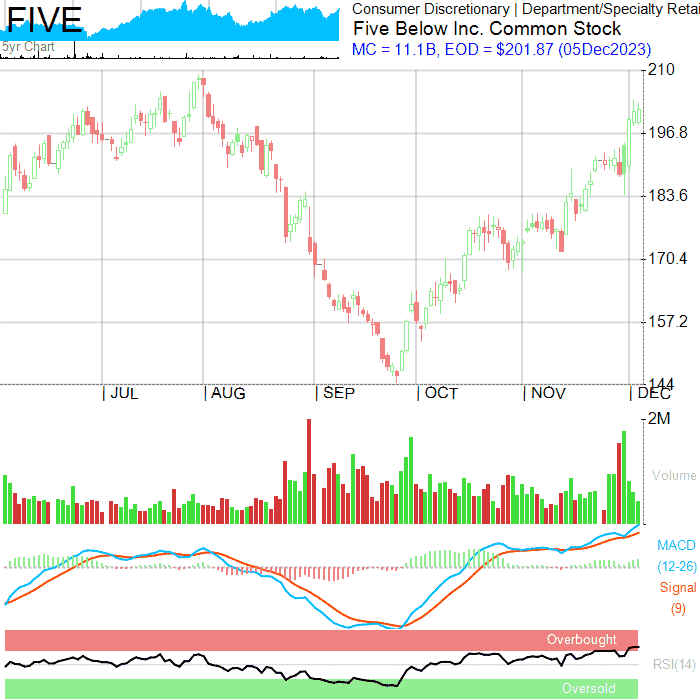 FIVE
5yr Chart
Consumer Discretionary | Department/Specialty Retai
Five Below Inc. Common Stock
MC = 11.1B, EOD = $201.87 (05Dec2023)
210
196.8
183.6
170.4
157.2
144
| JUL | AUG | SEP | OCT | NOV | DEC
2M
Volume
MACD
(12-26)
Signal
(9)
Overbought
RSI(14)
Oversold